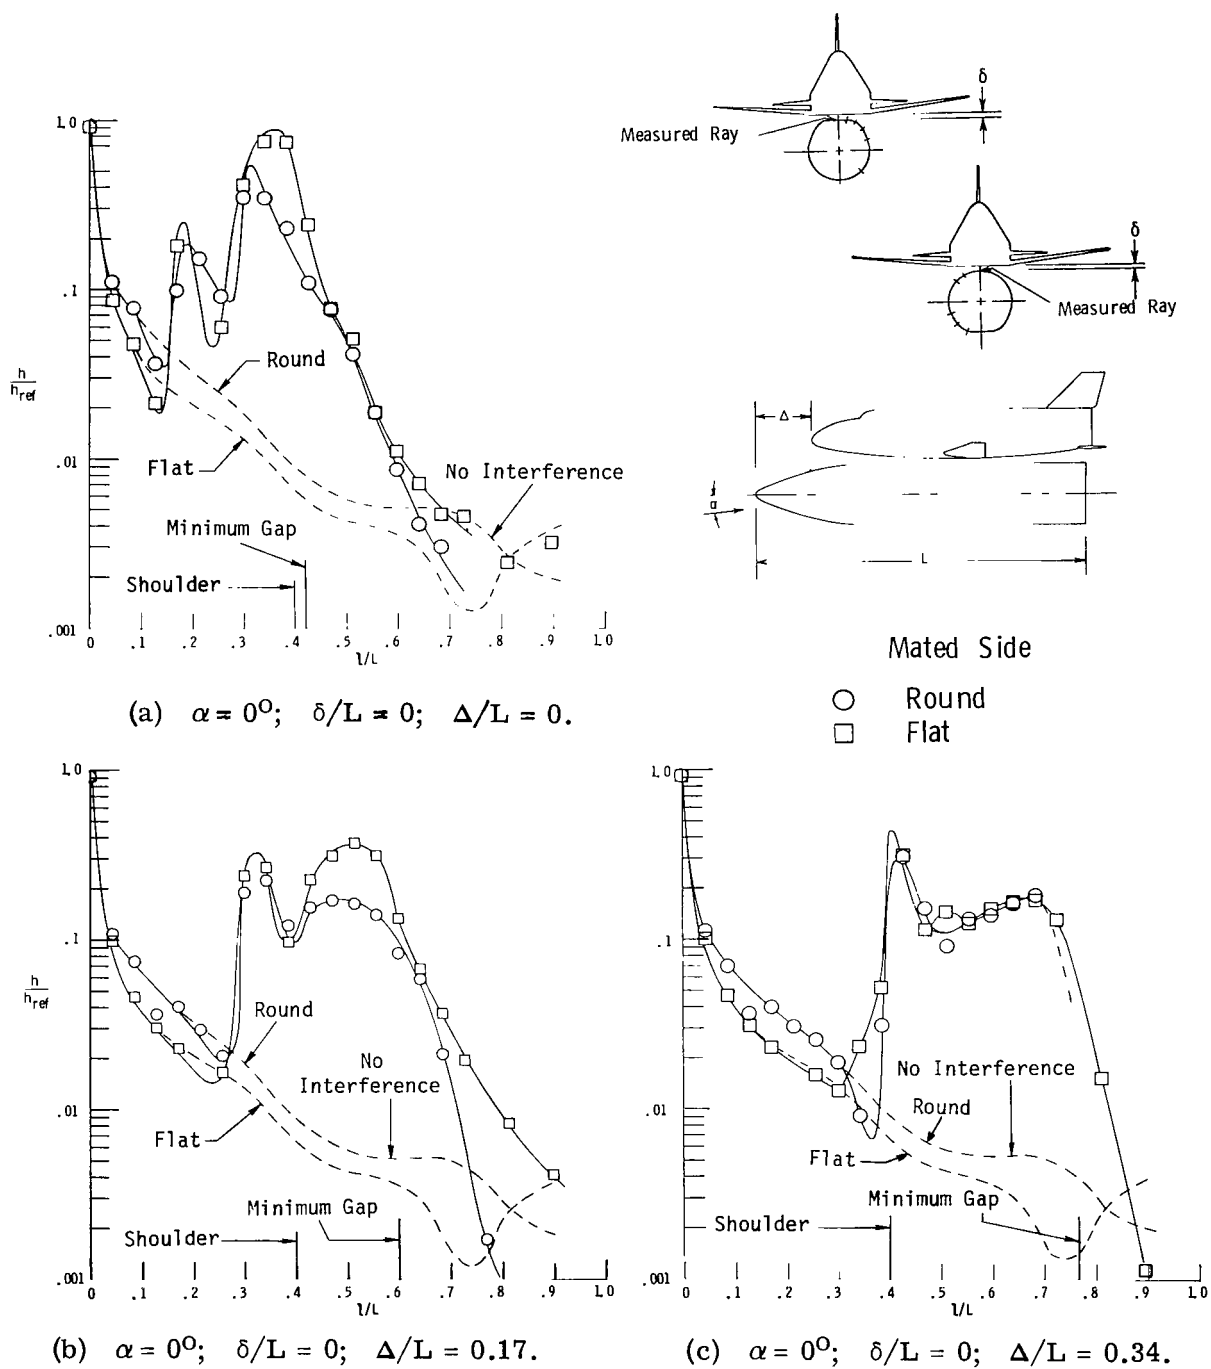 δ
Measured Ray
δ
Measured Ray
Δ
α
L
Mated Side
Round
Flat
1.0
.1
.01
.001
h
h ref
Round
Flat
No Interference
Minimum Gap
Shoulder
0 .1 .2 .3 .4 .5 .6 .7 .8 .9 1.0
l/L
(a) α = 0°; δ/L = 0; Δ/L = 0.
1.0
.1
.01
.001
h
h ref
Round
No
Interference
Flat
Minimum Gap
Shoulder
0 .1 .2 .3 .4 .5 .6 .7 .8 .9 1.0
l/L
(b) α = 0°; δ/L = 0; Δ/L = 0.17.
1.0
.1
.01
.001
No Interference
Round
Flat
Minimum Gap
Shoulder
0 .1 .2 .3 .4 .5 .6 .7 .8 .9 1.0
l/L
(c) α = 0°; δ/L = 0; Δ/L = 0.34.